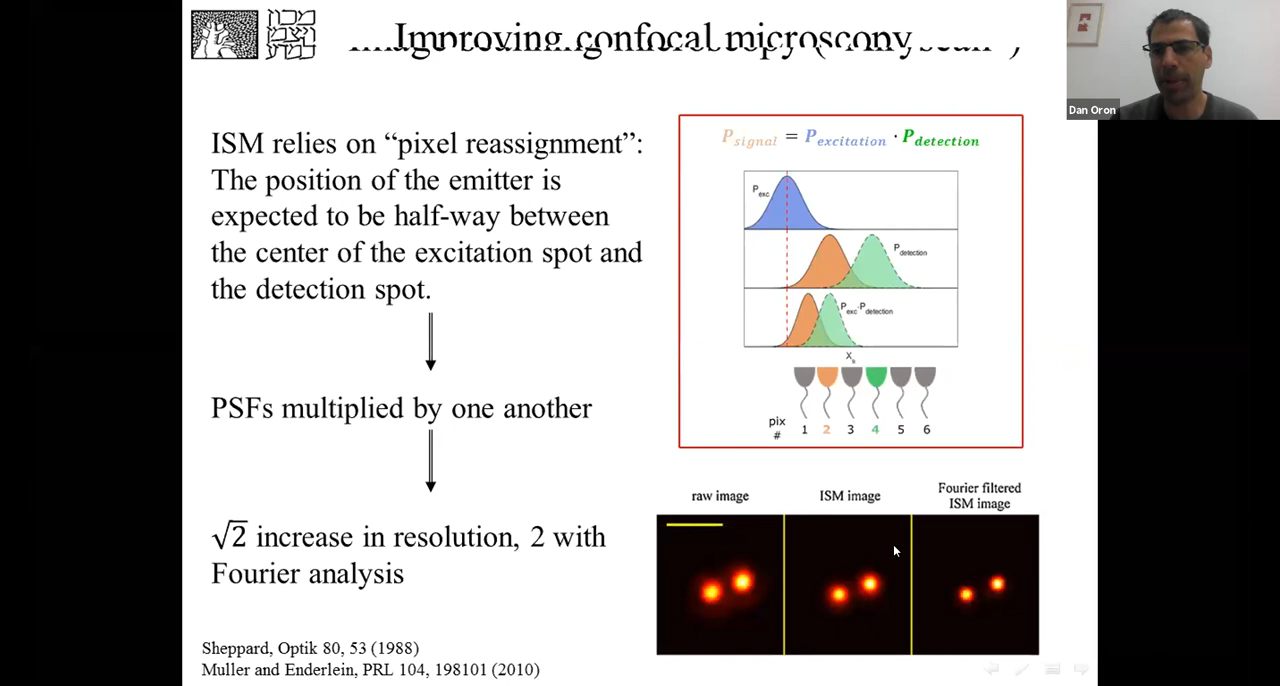 מכון
ויצמן
למדע
Improving confocal microscopy
ISM relies on “pixel reassignment”:
The position of the emitter is
expected to be half-way between
the center of the excitation spot and
the detection spot.
PSFs multiplied by one another
√2 increase in resolution, 2 with
Fourier analysis
Sheppard, Optik 80, 53 (1988)
Muller and Enderlein, PRL 104, 198101 (2010)
P_signal = P_excitation · P_detection
P_exc
P_detection
P_exc·P_detection
X_s
pix
#
1 2 3 4 5 6
raw image
ISM image
Fourier filtered
ISM image
Dan Oron